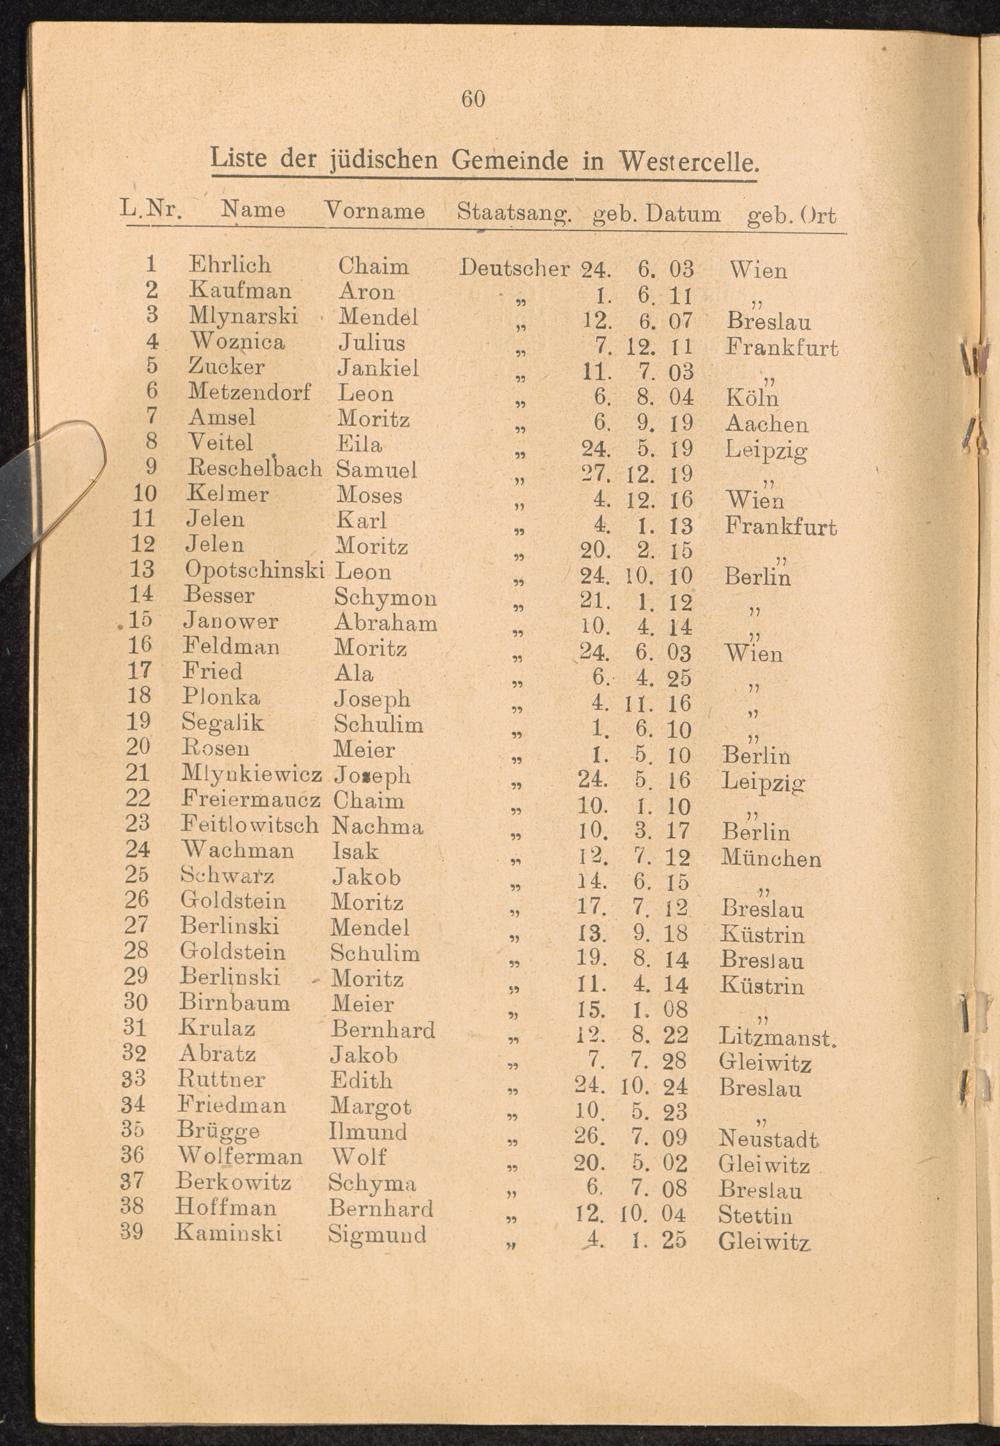 60
Liste der jüdischen Gemeinde in Westercelle.
L.Nr. Name Vorname Staatsang. geb. Datum geb. Ort
1 Ehrlich Chaim Deutscher 24. 6. 03 Wien
2 Kaufman Aron „ 1. 6. 11 „
3 Mlynarski Mendel „ 12. 6. 07 Breslau
4 Woznica Julius „ 7. 12. 11 Frankfurt
5 Zucker Jankiel „ 11. 7. 03 „
6 Metzendorf Leon „ 6. 8. 04 Köln
7 Amsel Moritz „ 6. 9. 19 Aachen
8 Veitel Eila „ 24. 5. 19 Leipzig
9 Reschelbach Samuel „ 27. 12. 19 „
10 Kelmer Moses „ 4. 12. 16 Wien
11 Jelen Karl „ 4. 1. 13 Frankfurt
12 Jelen Moritz „ 20. 2. 15 „
13 Opotschinski Leon „ 24. 10. 10 Berlin
14 Besser Schymon „ 21. 1. 12 „
15 Janower Abraham „ 10. 4. 14 „
16 Feldman Moritz „ 24. 6. 03 Wien
17 Fried Ala „ 6. 4. 25 „
18 Plonka Joseph „ 4. 11. 16 „
19 Segalik Schulim „ 1. 6. 10 „
20 Rosen Meier „ 1. 5. 10 Berlin
21 Mlynkiewicz Joseph „ 24. 5. 16 Leipzig
22 Freiermaucz Chaim „ 10. 1. 10 „
23 Feitlowitsch Nachma „ 10. 3. 17 Berlin
24 Wachman Isak „ 12. 7. 12 München
25 Schwarz Jakob „ 14. 6. 15 „
26 Goldstein Moritz „ 17. 7. 12 Breslau
27 Berlinski Mendel „ 13. 9. 18 Küstrin
28 Goldstein Schulim „ 19. 8. 14 Breslau
29 Berlinski Moritz „ 11. 4. 14 Küstrin
30 Birnbaum Meier „ 15. 1. 08 „
31 Krulaz Bernhard „ 12. 8. 22 Litzmanst.
32 Abratz Jakob „ 7. 7. 28 Gleiwitz
33 Ruttner Edith „ 24. 10. 24 Breslau
34 Friedman Margot „ 10. 5. 23 „
35 Brügge Ilmund „ 26. 7. 09 Neustadt
36 Wolferman Wolf „ 20. 5. 02 Gleiwitz
37 Berkowitz Schyma „ 6. 7. 08 Breslau
38 Hoffman Bernhard „ 12. 10. 04 Stettin
39 Kaminski Sigmund „ 4. 1. 25 Gleiwitz